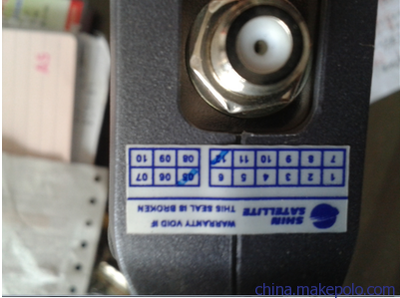 SHIN
SATELLITE
WARRANTY VOID IF
THIS SEAL IS BROKEN
1 2 3 4 5 6 05 06 07
7 8 9 10 11 12 08 09 10
china.makepolo.com